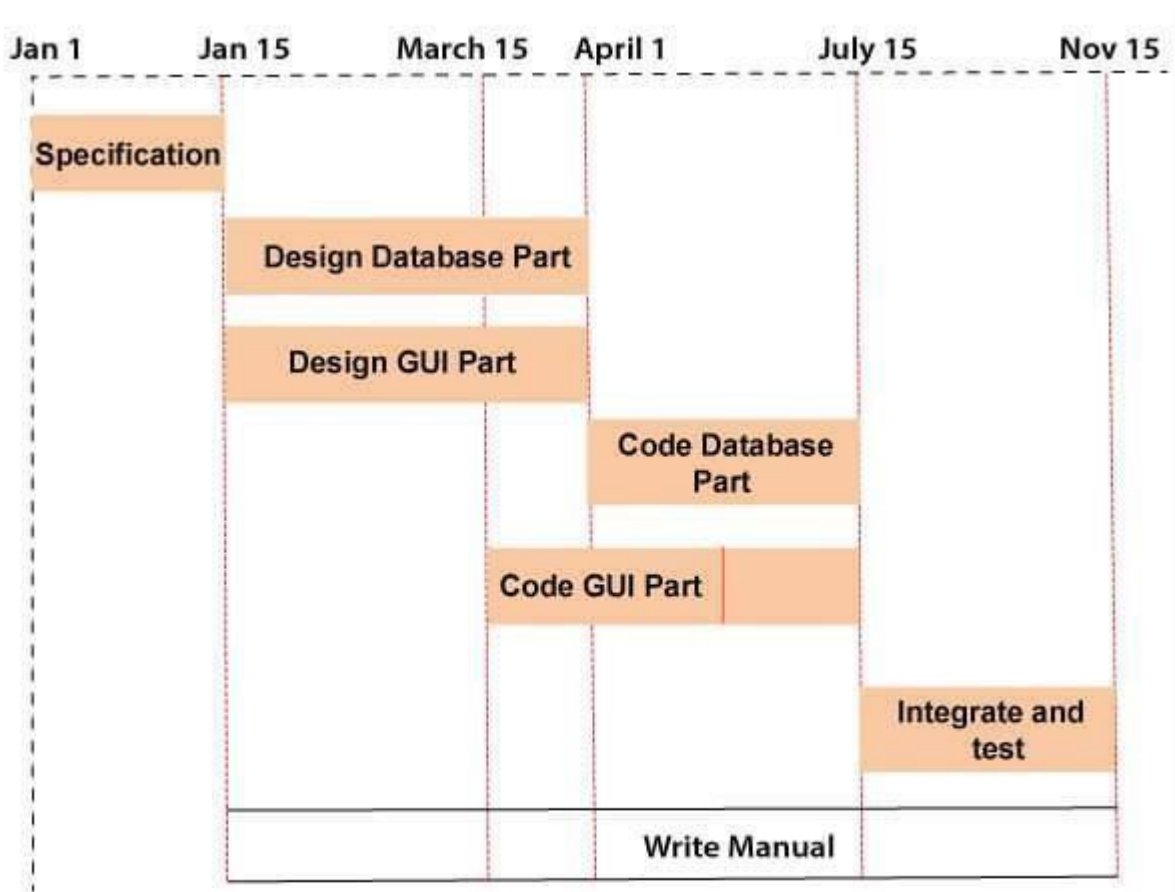 Jan 1 Jan 15 March 15 April 1 July 15 Nov 15
Specification
Design Database Part
Design GUI Part
Code Database
Part
Code GUI Part
Integrate and
test
Write Manual